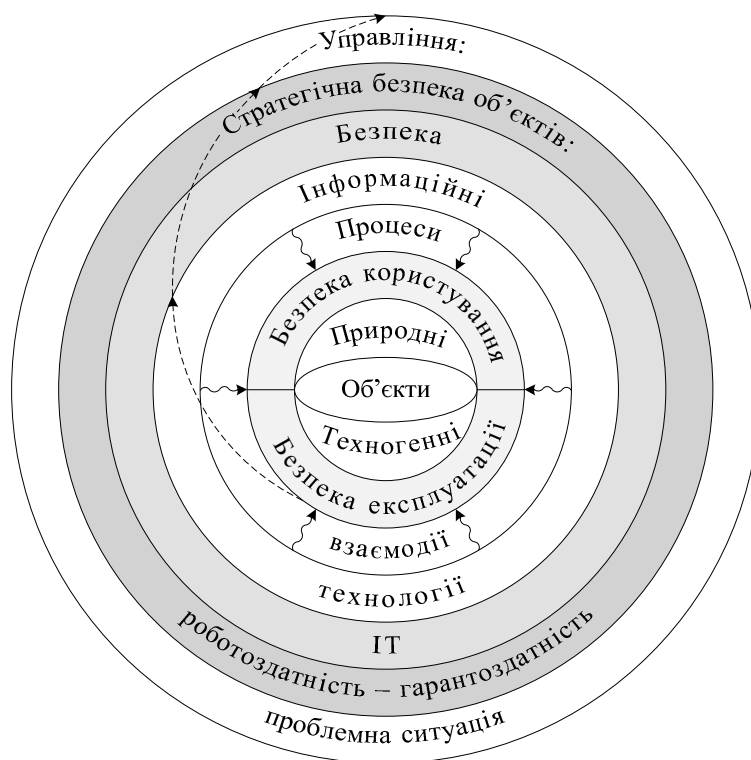 Управління:
Стратегічна безпека об’єктів:
Безпека
Інформаційні
Процеси
Безпека користування
Природні
Об’єкти
Техногенні
Безпека експлуатації
взаємодії
технології
ІТ
роботоздатність – гарантоздатність
проблемна ситуація